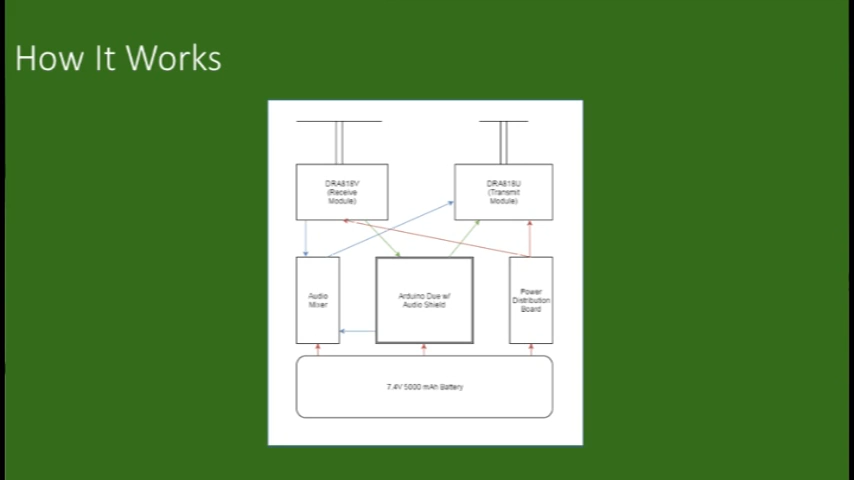 How It Works
DRA818V
(Receive
Module)
DRA818U
(Transmit
Module)
Audio
Mixer
Arduino Due w/
Audio Shield
Power
Distribution
Board
7.4V 5000 mAh Battery